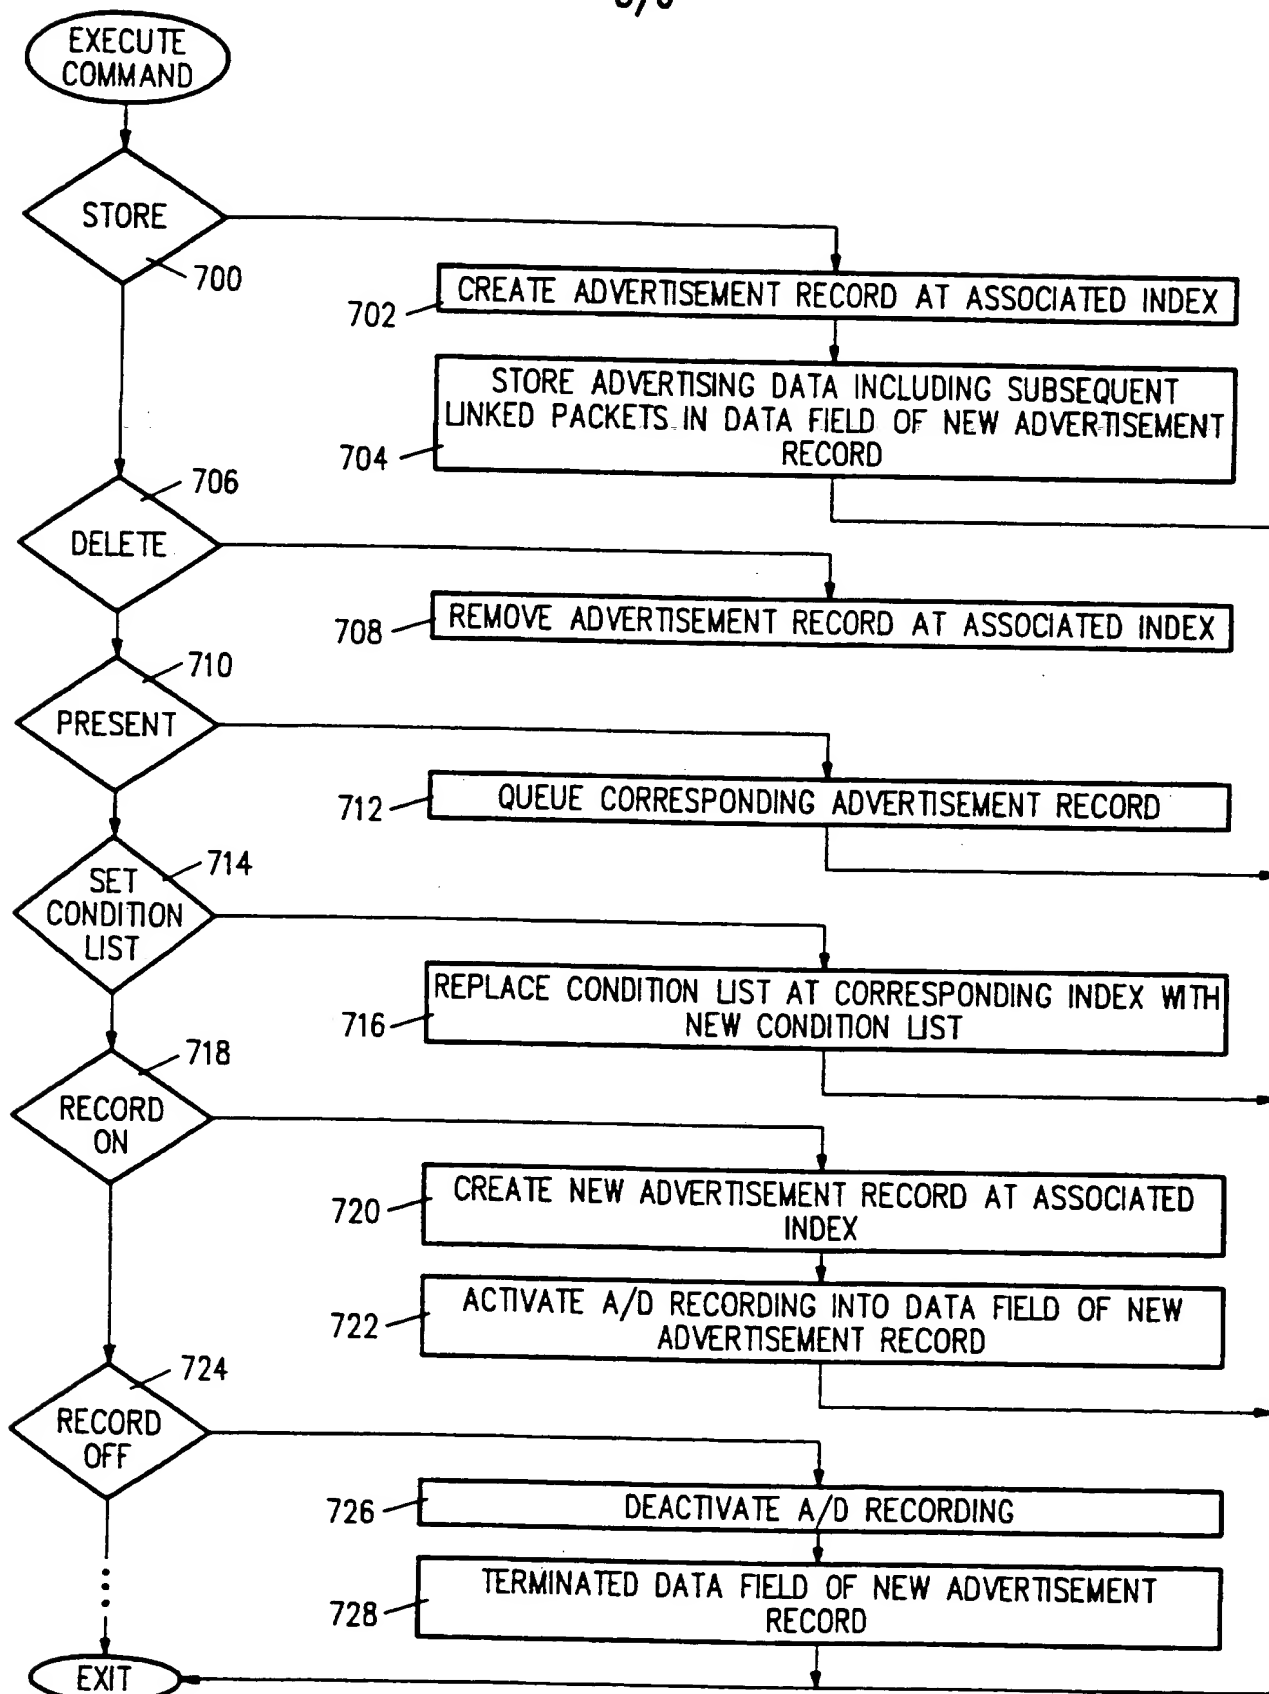 EXECUTE
COMMAND
STORE
700
CREATE ADVERTISEMENT RECORD AT ASSOCIATED INDEX
702
STORE ADVERTISING DATA INCLUDING SUBSEQUENT
LINKED PACKETS IN DATA FIELD OF NEW ADVERTISEMENT
RECORD
704
706
DELETE
REMOVE ADVERTISEMENT RECORD AT ASSOCIATED INDEX
708
710
PRESENT
QUEUE CORRESPONDING ADVERTISEMENT RECORD
712
714
SET
CONDITION
LIST
REPLACE CONDITION LIST AT CORRESPONDING INDEX WITH
NEW CONDITION LIST
716
718
RECORD
ON
CREATE NEW ADVERTISEMENT RECORD AT ASSOCIATED
INDEX
720
ACTIVATE A/D RECORDING INTO DATA FIELD OF NEW
ADVERTISEMENT RECORD
722
724
RECORD
OFF
DEACTIVATE A/D RECORDING
726
TERMINATED DATA FIELD OF NEW ADVERTISEMENT
RECORD
728
EXIT